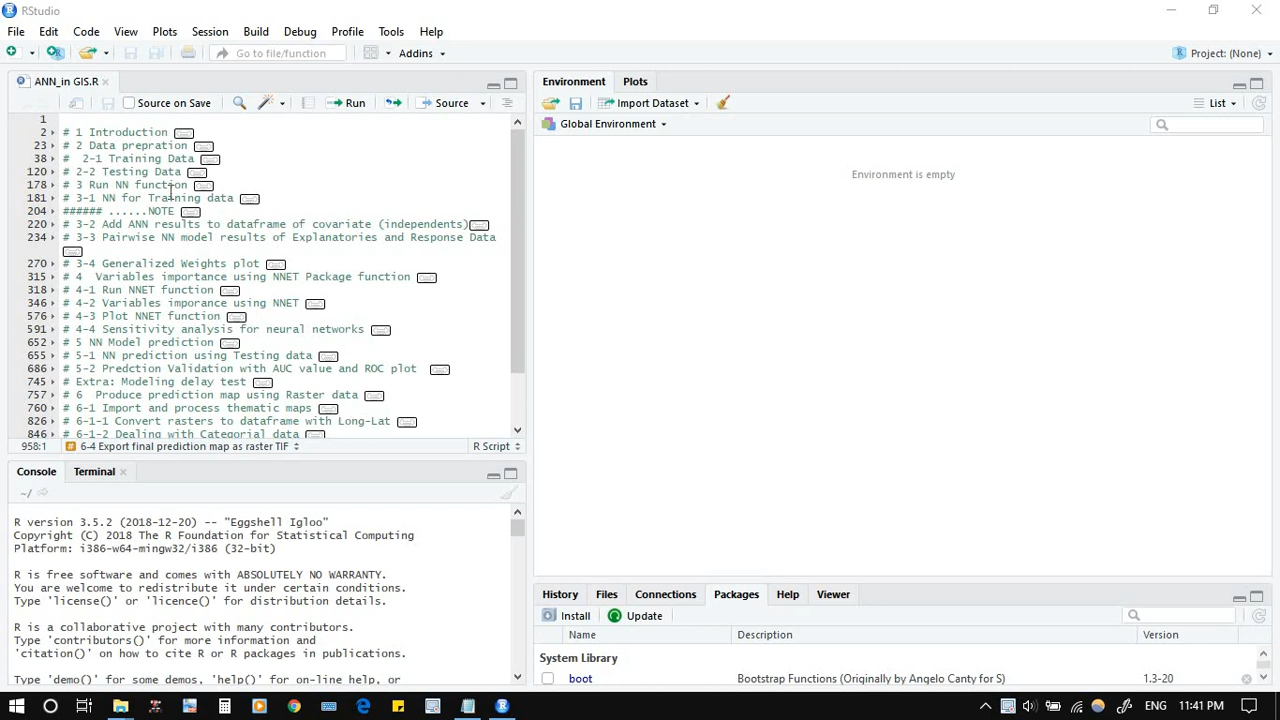 RStudio
File Edit Code View Plots Session Build Debug Profile Tools Help
Go to file/function Addins Project: (None)
ANN_in GIS.R
Source on Save Run Source
1
2 # 1 Introduction
23 # 2 Data prepration
38 #  2-1 Training Data
120 # 2-2 Testing Data
178 # 3 Run NN function
181 # 3-1 NN for Training data
204 ###### ......NOTE
220 # 3-2 Add ANN results to dataframe of covariate (independents)
234 # 3-3 Pairwise NN model results of Explanatories and Response Data
270 # 3-4 Generalized Weights plot
315 # 4  Variables importance using NNET Package function
318 # 4-1 Run NNET function
346 # 4-2 Variables imporance using NNET
576 # 4-3 Plot NNET function
591 # 4-4 Sensitivity analysis for neural networks
652 # 5 NN Model prediction
655 # 5-1 NN prediction using Testing data
686 # 5-2 Predction Validation with AUC value and ROC plot
745 # Extra: Modeling delay test
757 # 6  Produce prediction map using Raster data
760 # 6-1 Import and process thematic maps
826 # 6-1-1 Convert rasters to dataframe with Long-Lat
846 # 6-1-2 Dealing with Categorial data
958:1 # 6-4 Export final prediction map as raster TIF R Script
Console Terminal
~/
R version 3.5.2 (2018-12-20) -- "Eggshell Igloo"
Copyright (C) 2018 The R Foundation for Statistical Computing
Platform: i386-w64-mingw32/i386 (32-bit)
R is free software and comes with ABSOLUTELY NO WARRANTY.
You are welcome to redistribute it under certain conditions.
Type 'license()' or 'licence()' for distribution details.
R is a collaborative project with many contributors.
Type 'contributors()' for more information and
'citation()' on how to cite R or R packages in publications.
Type 'demo()' for some demos, 'help()' for on-line help, or
Environment Plots
Import Dataset List
Global Environment
Environment is empty
History Files Connections Packages Help Viewer
Install Update
Name Description Version
System Library
boot Bootstrap Functions (Originally by Angelo Canty for S) 1.3-20
ENG 11:41 PM